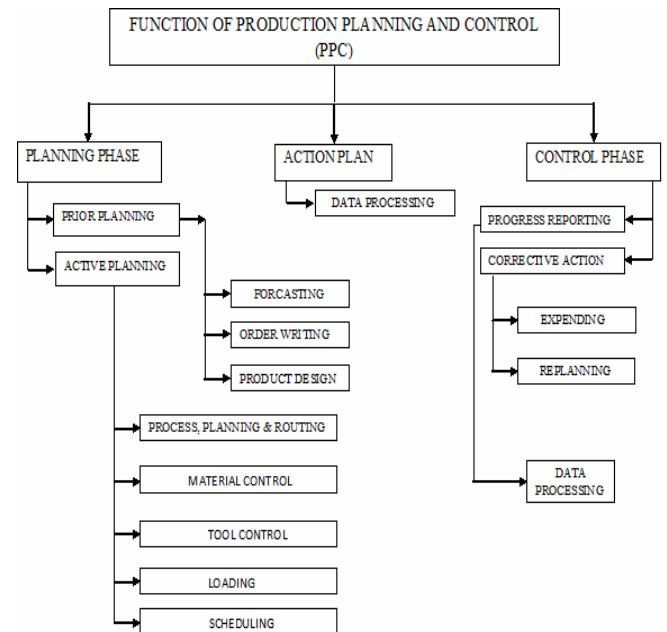 FUNCTION OF PRODUCTION PLANNING AND CONTROL
(PPC)
PLANNING PHASE
ACTION PLAN
CONTROL PHASE
PRIOR PLANNING
DATA PROCESSING
PROGRESS REPORTING
ACTIVE PLANNING
CORRECTIVE ACTION
FORCASTING
EXPENDING
ORDER WRITING
REPLANNING
PRODUCT DESIGN
PROCESS, PLANNING & ROUTING
MATERIAL CONTROL
DATA
PROCESSING
TOOL CONTROL
LOADING
SCHEDULING